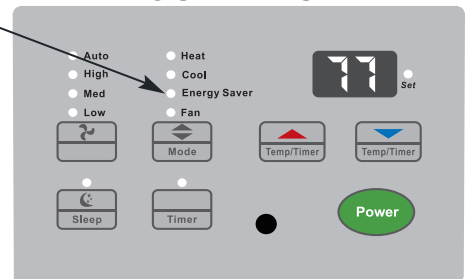 Auto
High
Med
Low
Heat
Cool
Energy Saver
Fan
77
Set
Mode
Temp/Timer
Temp/Timer
Sleep
Timer
Power